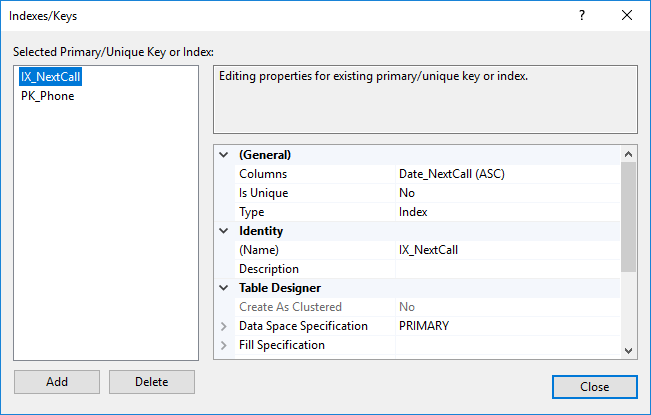 Indexes/Keys
?
Selected Primary/Unique Key or Index:
IX_NextCall
PK_Phone
Editing properties for existing primary/unique key or index.
(General)
Columns Date_NextCall (ASC)
Is Unique No
Type Index
Identity
(Name) IX_NextCall
Description
Table Designer
Create As Clustered No
Data Space Specification PRIMARY
Fill Specification
Add Delete
Close